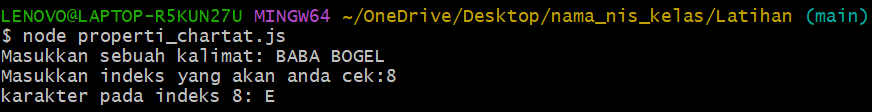 LENOVO@LAPTOP-R5KUN27U MINGW64 ~/OneDrive/Desktop/nama_nis_kelas/Latihan (main)
$ node properti_chartat.js
Masukkan sebuah kalimat: BABA BOGEL
Masukkan indeks yang akan anda cek:8
karakter pada indeks 8: E